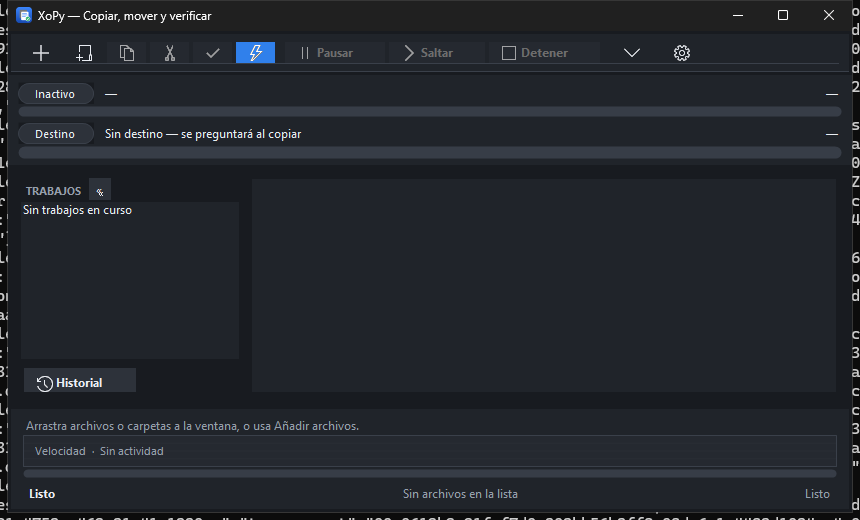 XoPy — Copiar, mover y verificar
Pausar Saltar Detener
Inactivo — —
Destino Sin destino — se preguntará al copiar —
TRABAJOS «
Sin trabajos en curso
Historial
Arrastra archivos o carpetas a la ventana, o usa Añadir archivos.
Velocidad · Sin actividad
Listo Sin archivos en la lista Listo